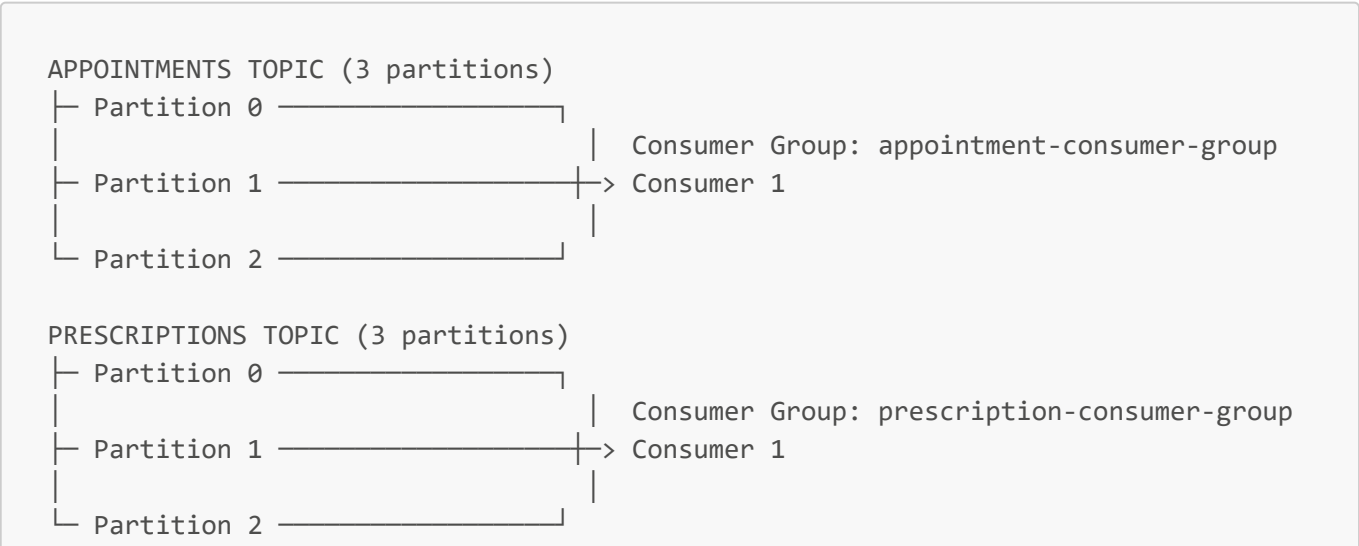 APPOINTMENTS TOPIC (3 partitions)
├─ Partition 0 ──────────────────┐
│                                   │  Consumer Group: appointment-consumer-group
├─ Partition 1 ───────────────────┼─> Consumer 1
│                                   │
└─ Partition 2 ──────────────────┘
PRESCRIPTIONS TOPIC (3 partitions)
├─ Partition 0 ──────────────────┐
│                                   │  Consumer Group: prescription-consumer-group
├─ Partition 1 ───────────────────┼─> Consumer 1
│                                   │
└─ Partition 2 ──────────────────┘